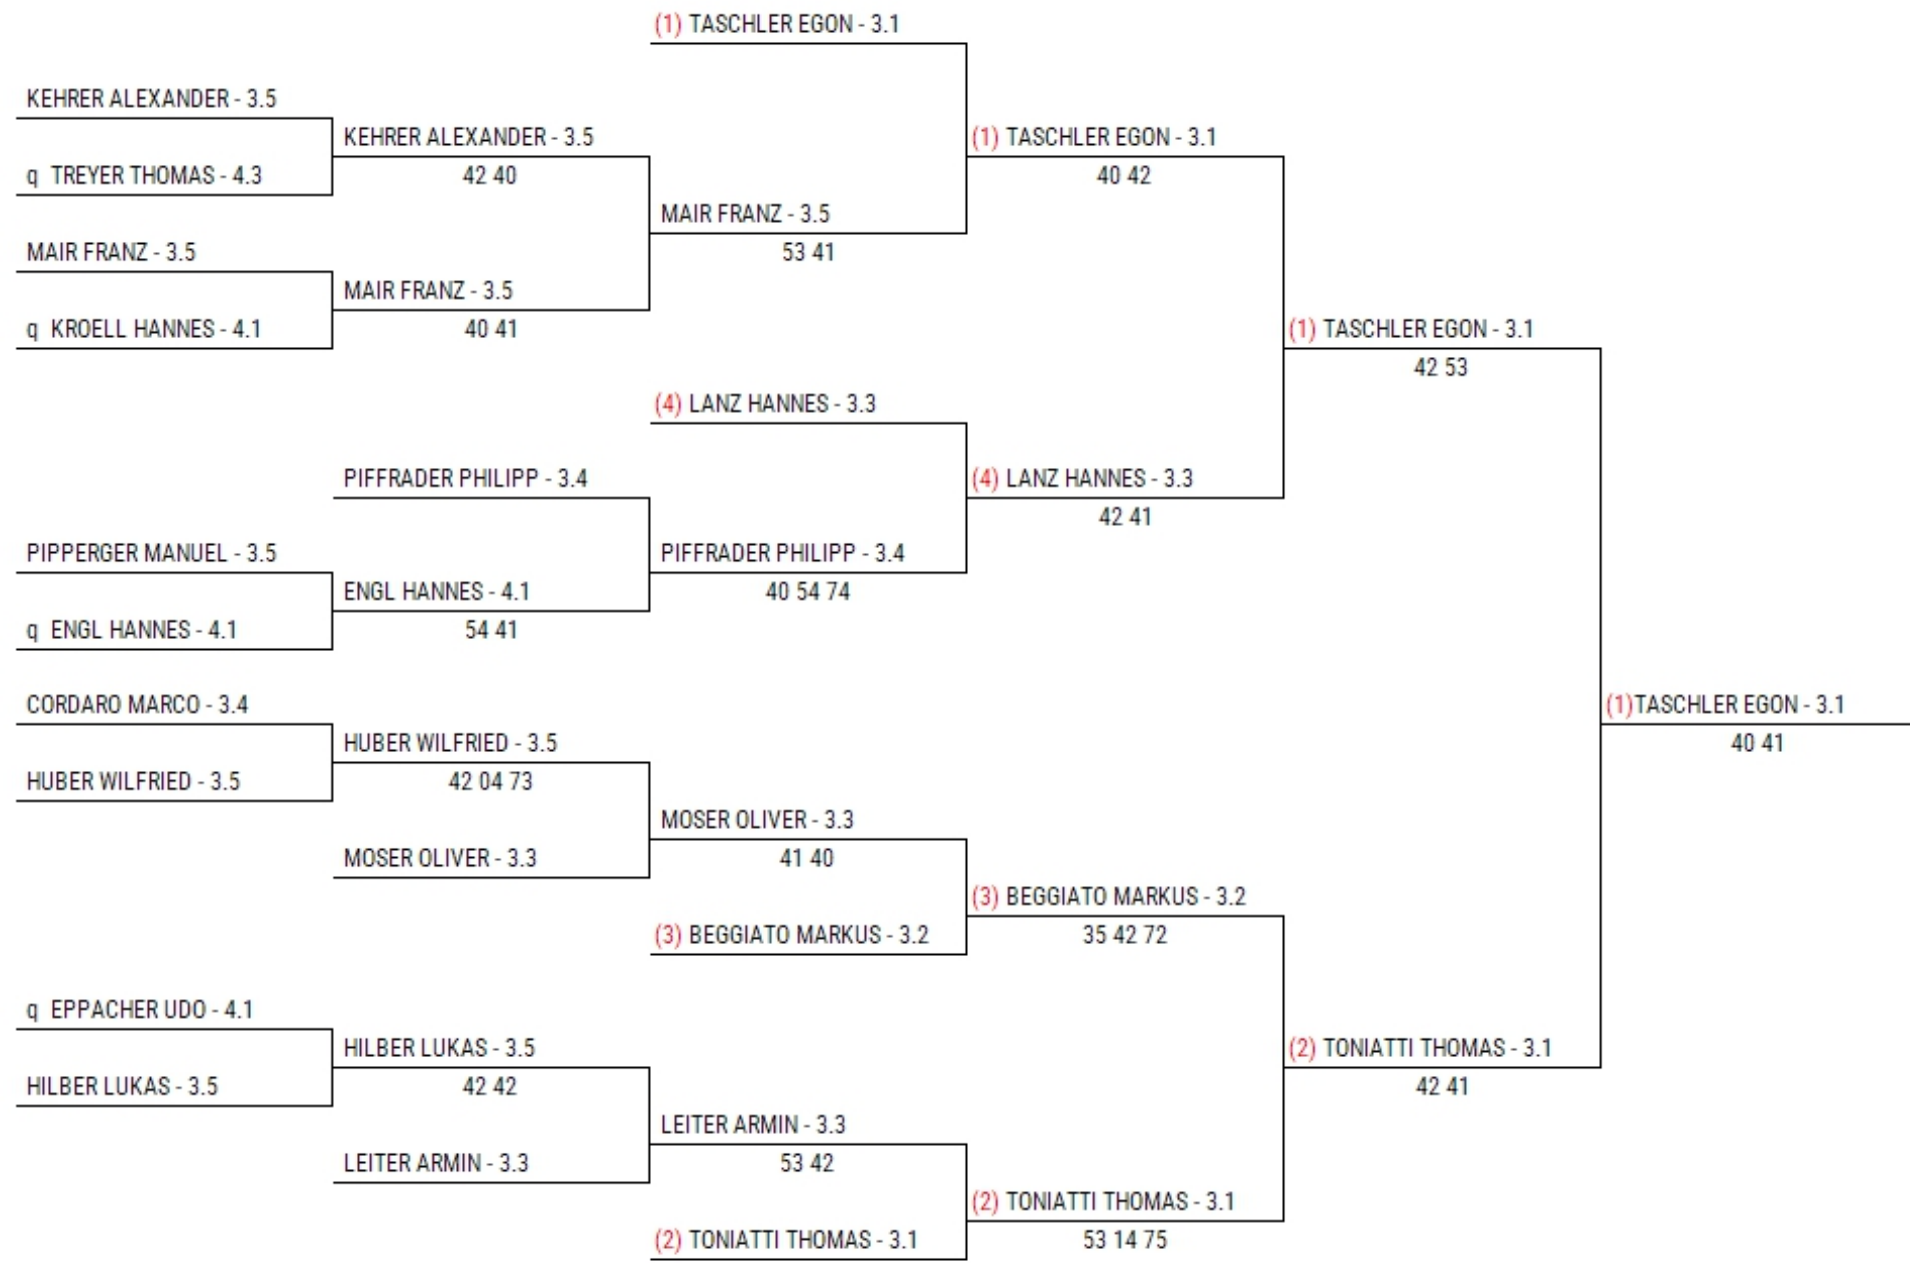 (1) TASCHLER EGON - 3.1
KEHRER ALEXANDER - 3.5
KEHRER ALEXANDER - 3.5
(1) TASCHLER EGON - 3.1
q TREYER THOMAS - 4.3
42 40
40 42
MAIR FRANZ - 3.5
MAIR FRANZ - 3.5
53 41
MAIR FRANZ - 3.5
q KROELL HANNES - 4.1
40 41
(1) TASCHLER EGON - 3.1
42 53
(4) LANZ HANNES - 3.3
PIFFRADER PHILIPP - 3.4
(4) LANZ HANNES - 3.3
42 41
PIPPERGER MANUEL - 3.5
PIFFRADER PHILIPP - 3.4
ENGL HANNES - 4.1
40 54 74
q ENGL HANNES - 4.1
54 41
CORDARO MARCO - 3.4
(1)TASCHLER EGON - 3.1
HUBER WILFRIED - 3.5
40 41
HUBER WILFRIED - 3.5
42 04 73
MOSER OLIVER - 3.3
MOSER OLIVER - 3.3
41 40
(3) BEGGIATO MARKUS - 3.2
(3) BEGGIATO MARKUS - 3.2
35 42 72
q EPPACHER UDO - 4.1
HILBER LUKAS - 3.5
(2) TONIATTI THOMAS - 3.1
HILBER LUKAS - 3.5
42 42
42 41
LEITER ARMIN - 3.3
LEITER ARMIN - 3.3
53 42
(2) TONIATTI THOMAS - 3.1
(2) TONIATTI THOMAS - 3.1
53 14 75